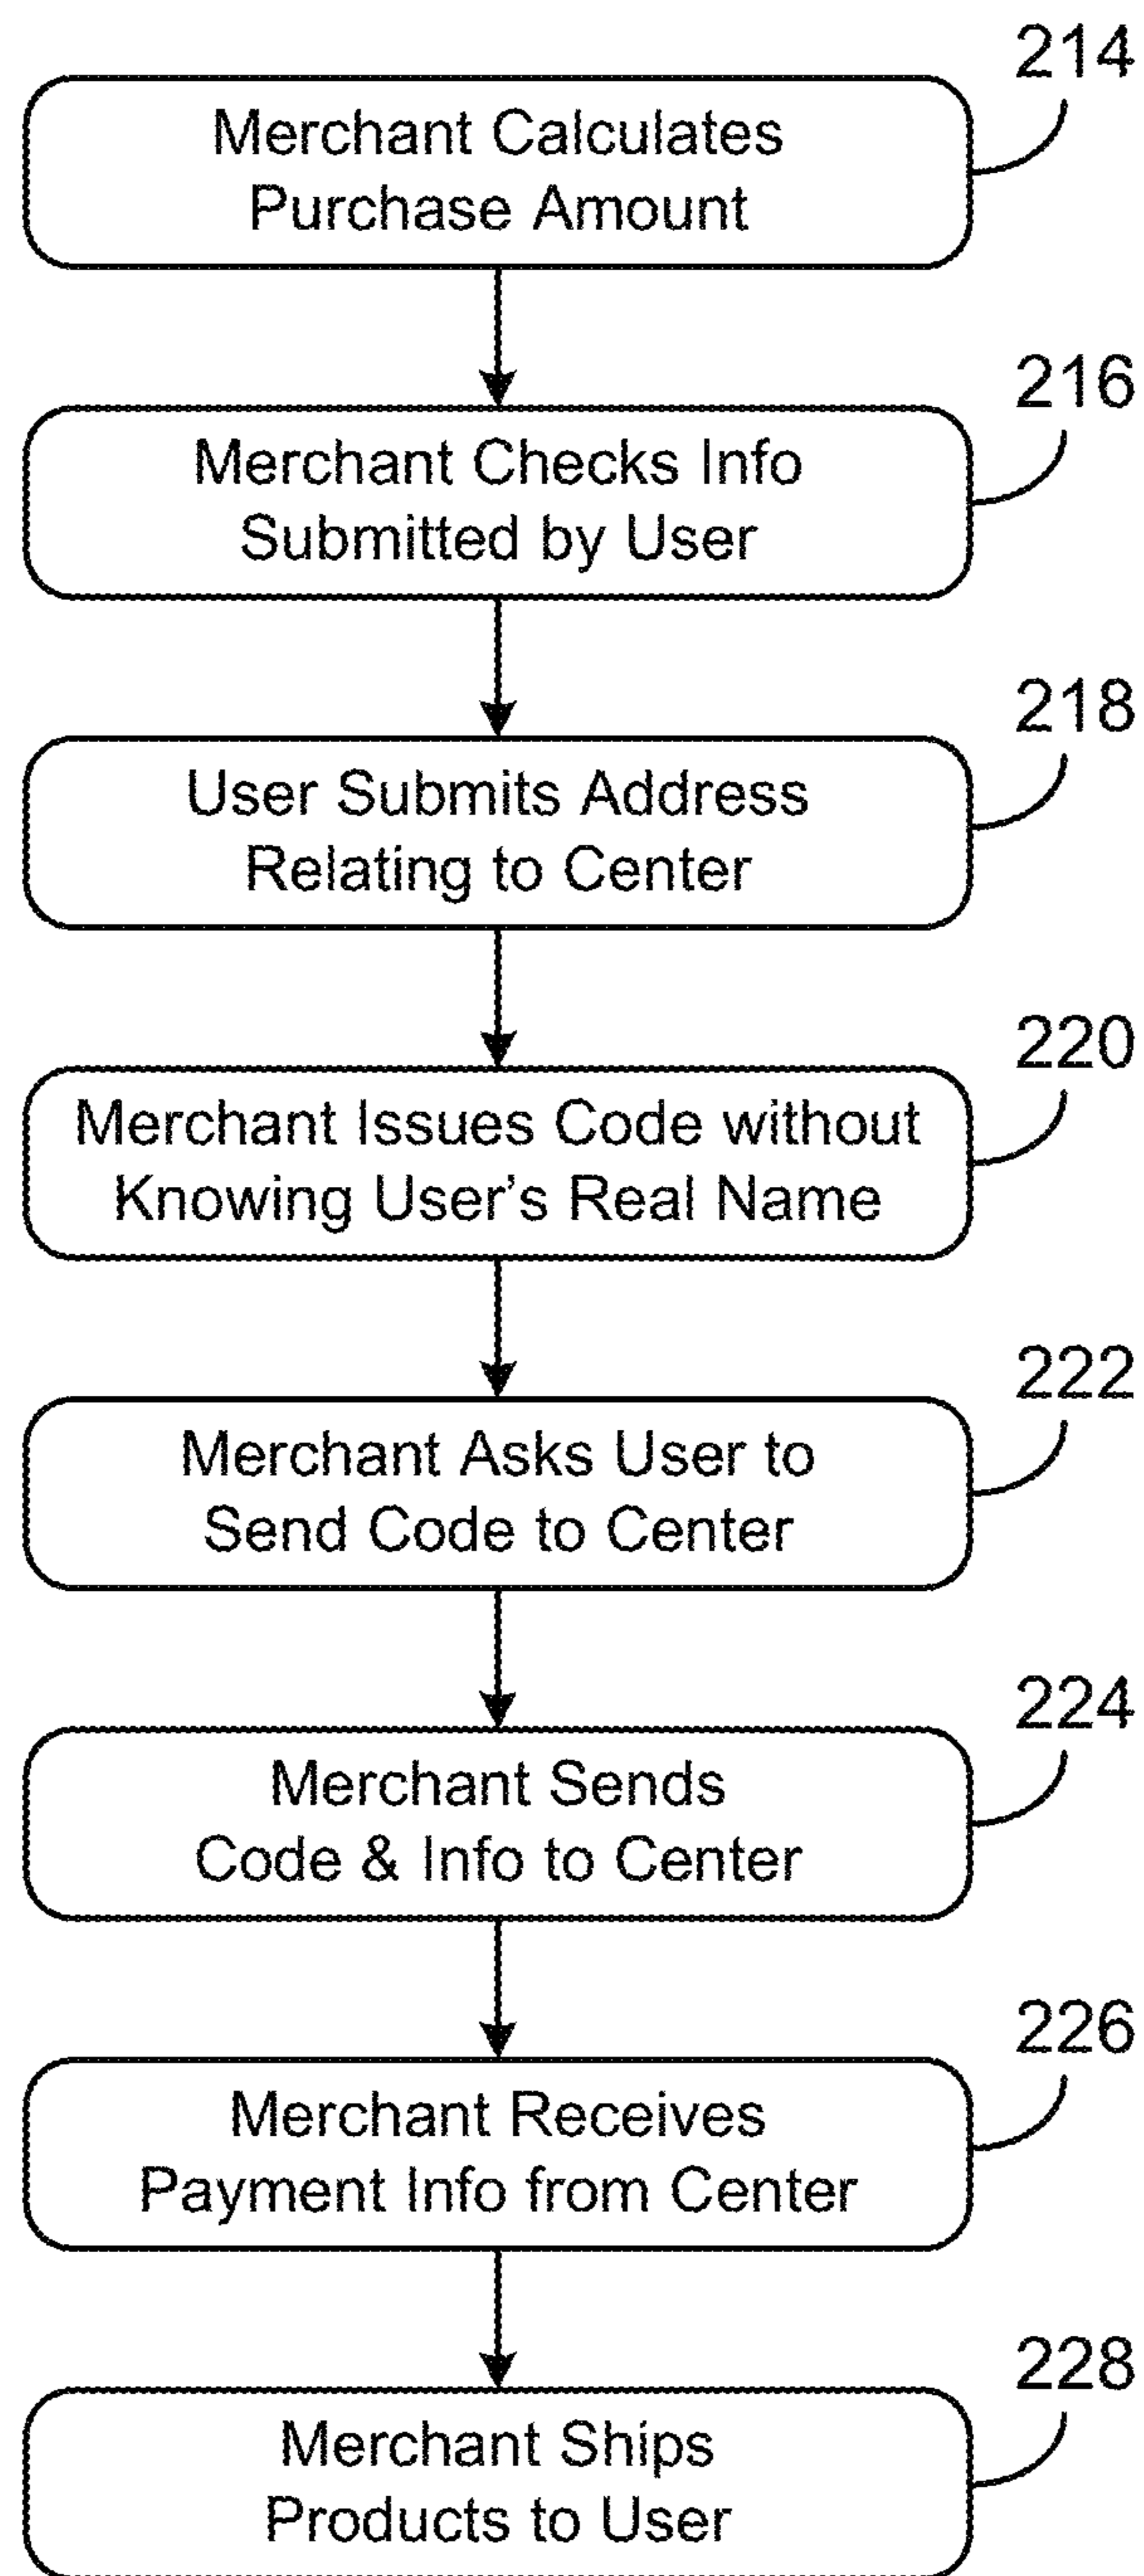 214
Merchant Calculates
Purchase Amount
216
Merchant Checks Info
Submitted by User
218
User Submits Address
Relating to Center
220
Merchant Issues Code without
Knowing User’s Real Name
222
Merchant Asks User to
Send Code to Center
224
Merchant Sends
Code & Info to Center
226
Merchant Receives
Payment Info from Center
228
Merchant Ships
Products to User